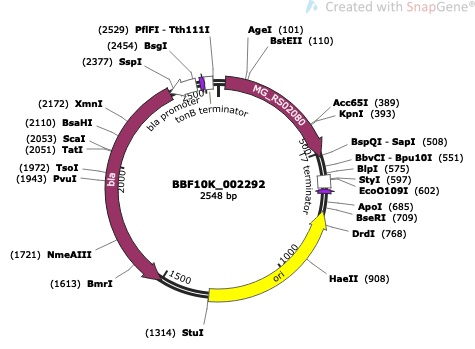 Created with SnapGene®
(2529) PflFI - Tth111I
(2454) BsgI
(2377) SspI
AgeI (101)
BstEII (110)
(2172) XmnI
(2110) BsaHI
(2053) ScaI
(2051) TatI
(1972) TsoI
(1943) PvuI
(1721) NmeAIII
(1613) BmrI
(1314) StuI
Acc65I (389)
KpnI (393)
BspQI - SapI (508)
BbvCI - Bpu10I (551)
BlpI (575)
StyI (597)
EcoO109I (602)
ApoI (685)
BseRI (709)
DrdI (768)
HaeII (908)
MG_RS02080
bla promoter
tonB terminator
T7 terminator
bla
ori
500
1000
1500
2000
2500
BBF10K_002292
2548 bp